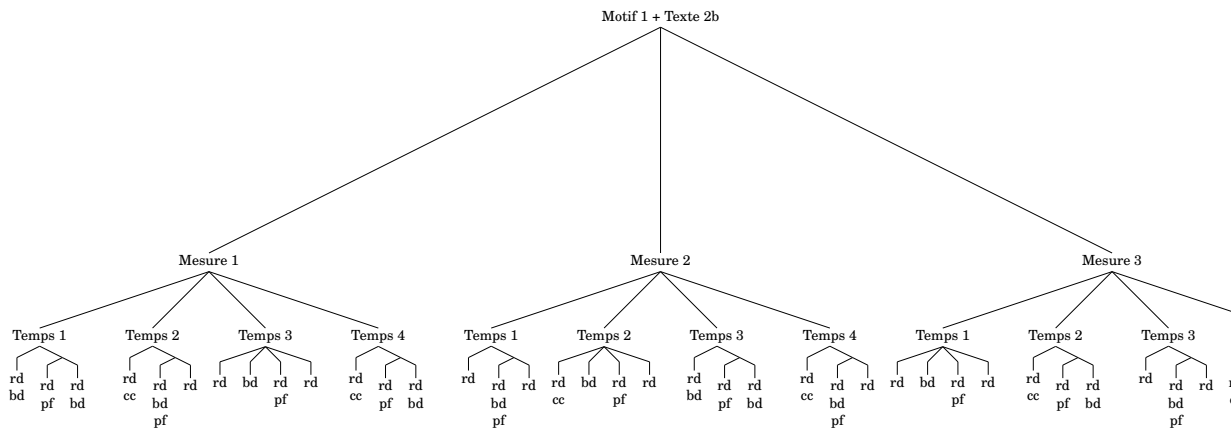 Motif 1 + Texte 2b
Mesure 1 Mesure 2 Mesure 3
Temps 1 Temps 2 Temps 3 Temps 4 Temps 1 Temps 2 Temps 3 Temps 4 Temps 1 Temps 2 Temps 3
rd rd rd rd rd rd rd bd rd rd rd rd rd rd rd rd rd bd rd rd rd rd rd rd rd rd rd bd rd rd rd rd rd rd rd rd
bd pf bd cc bd pf cc pf bd bd cc pf bd pf bd cc bd pf cc pf bd bd
pf pf pf pf